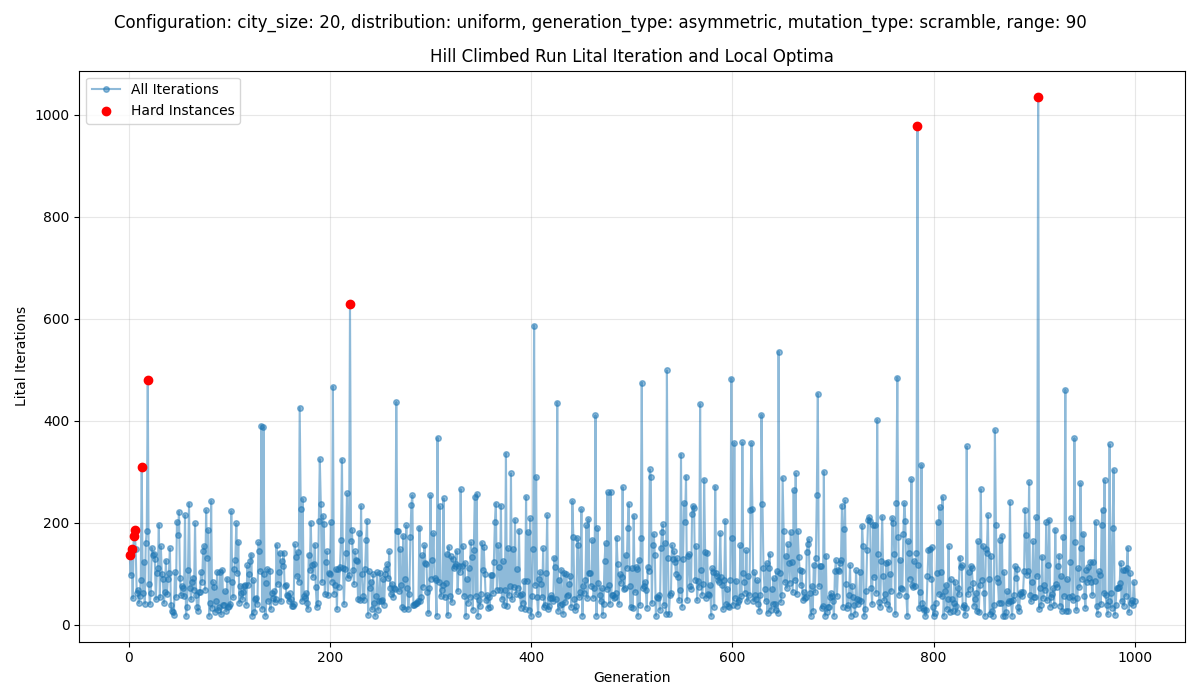 Configuration: city_size: 20, distribution: uniform, generation_type: asymmetric, mutation_type: scramble, range: 90
Hill Climbed Run Lital Iteration and Local Optima
All Iterations
Hard Instances
Lital Iterations
1000
800
600
400
200
0
0 200 400 600 800 1000
Generation